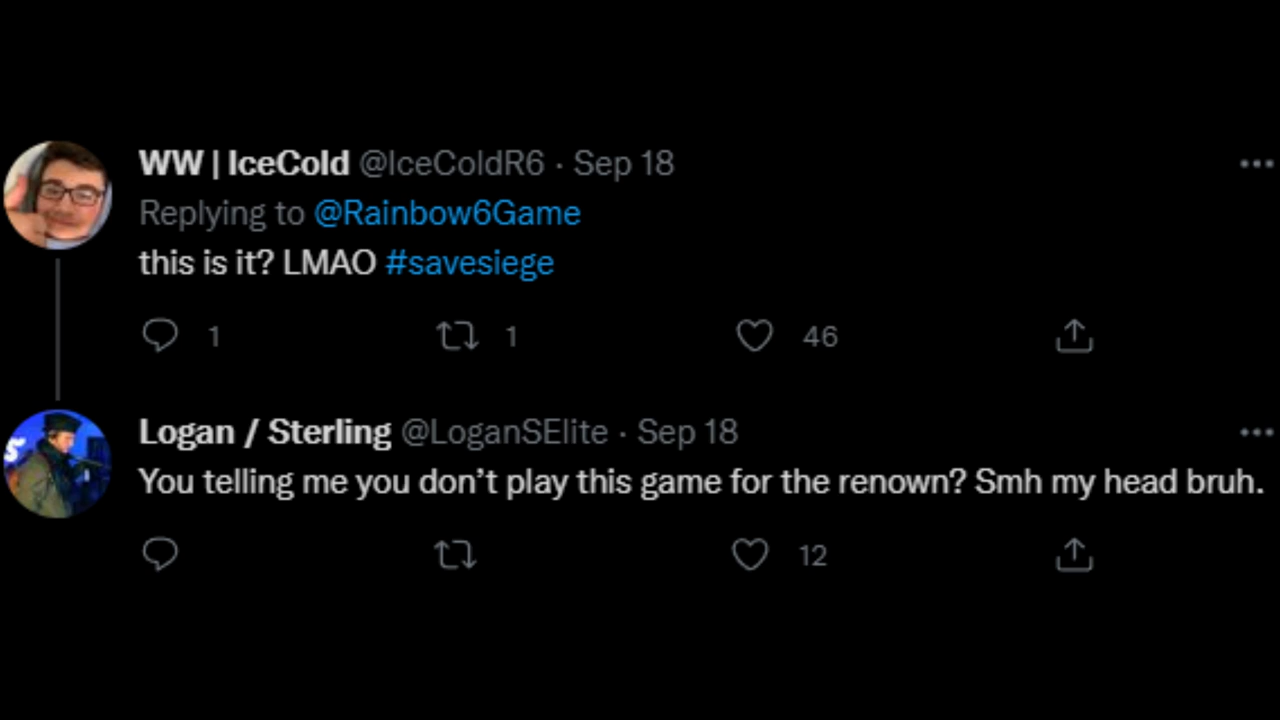 WW | IceCold @IceColdR6 · Sep 18
Replying to @Rainbow6Game
this is it? LMAO #savesiege
1 1 46
Logan / Sterling @LoganSElite · Sep 18
You telling me you don’t play this game for the renown? Smh my head bruh.
12